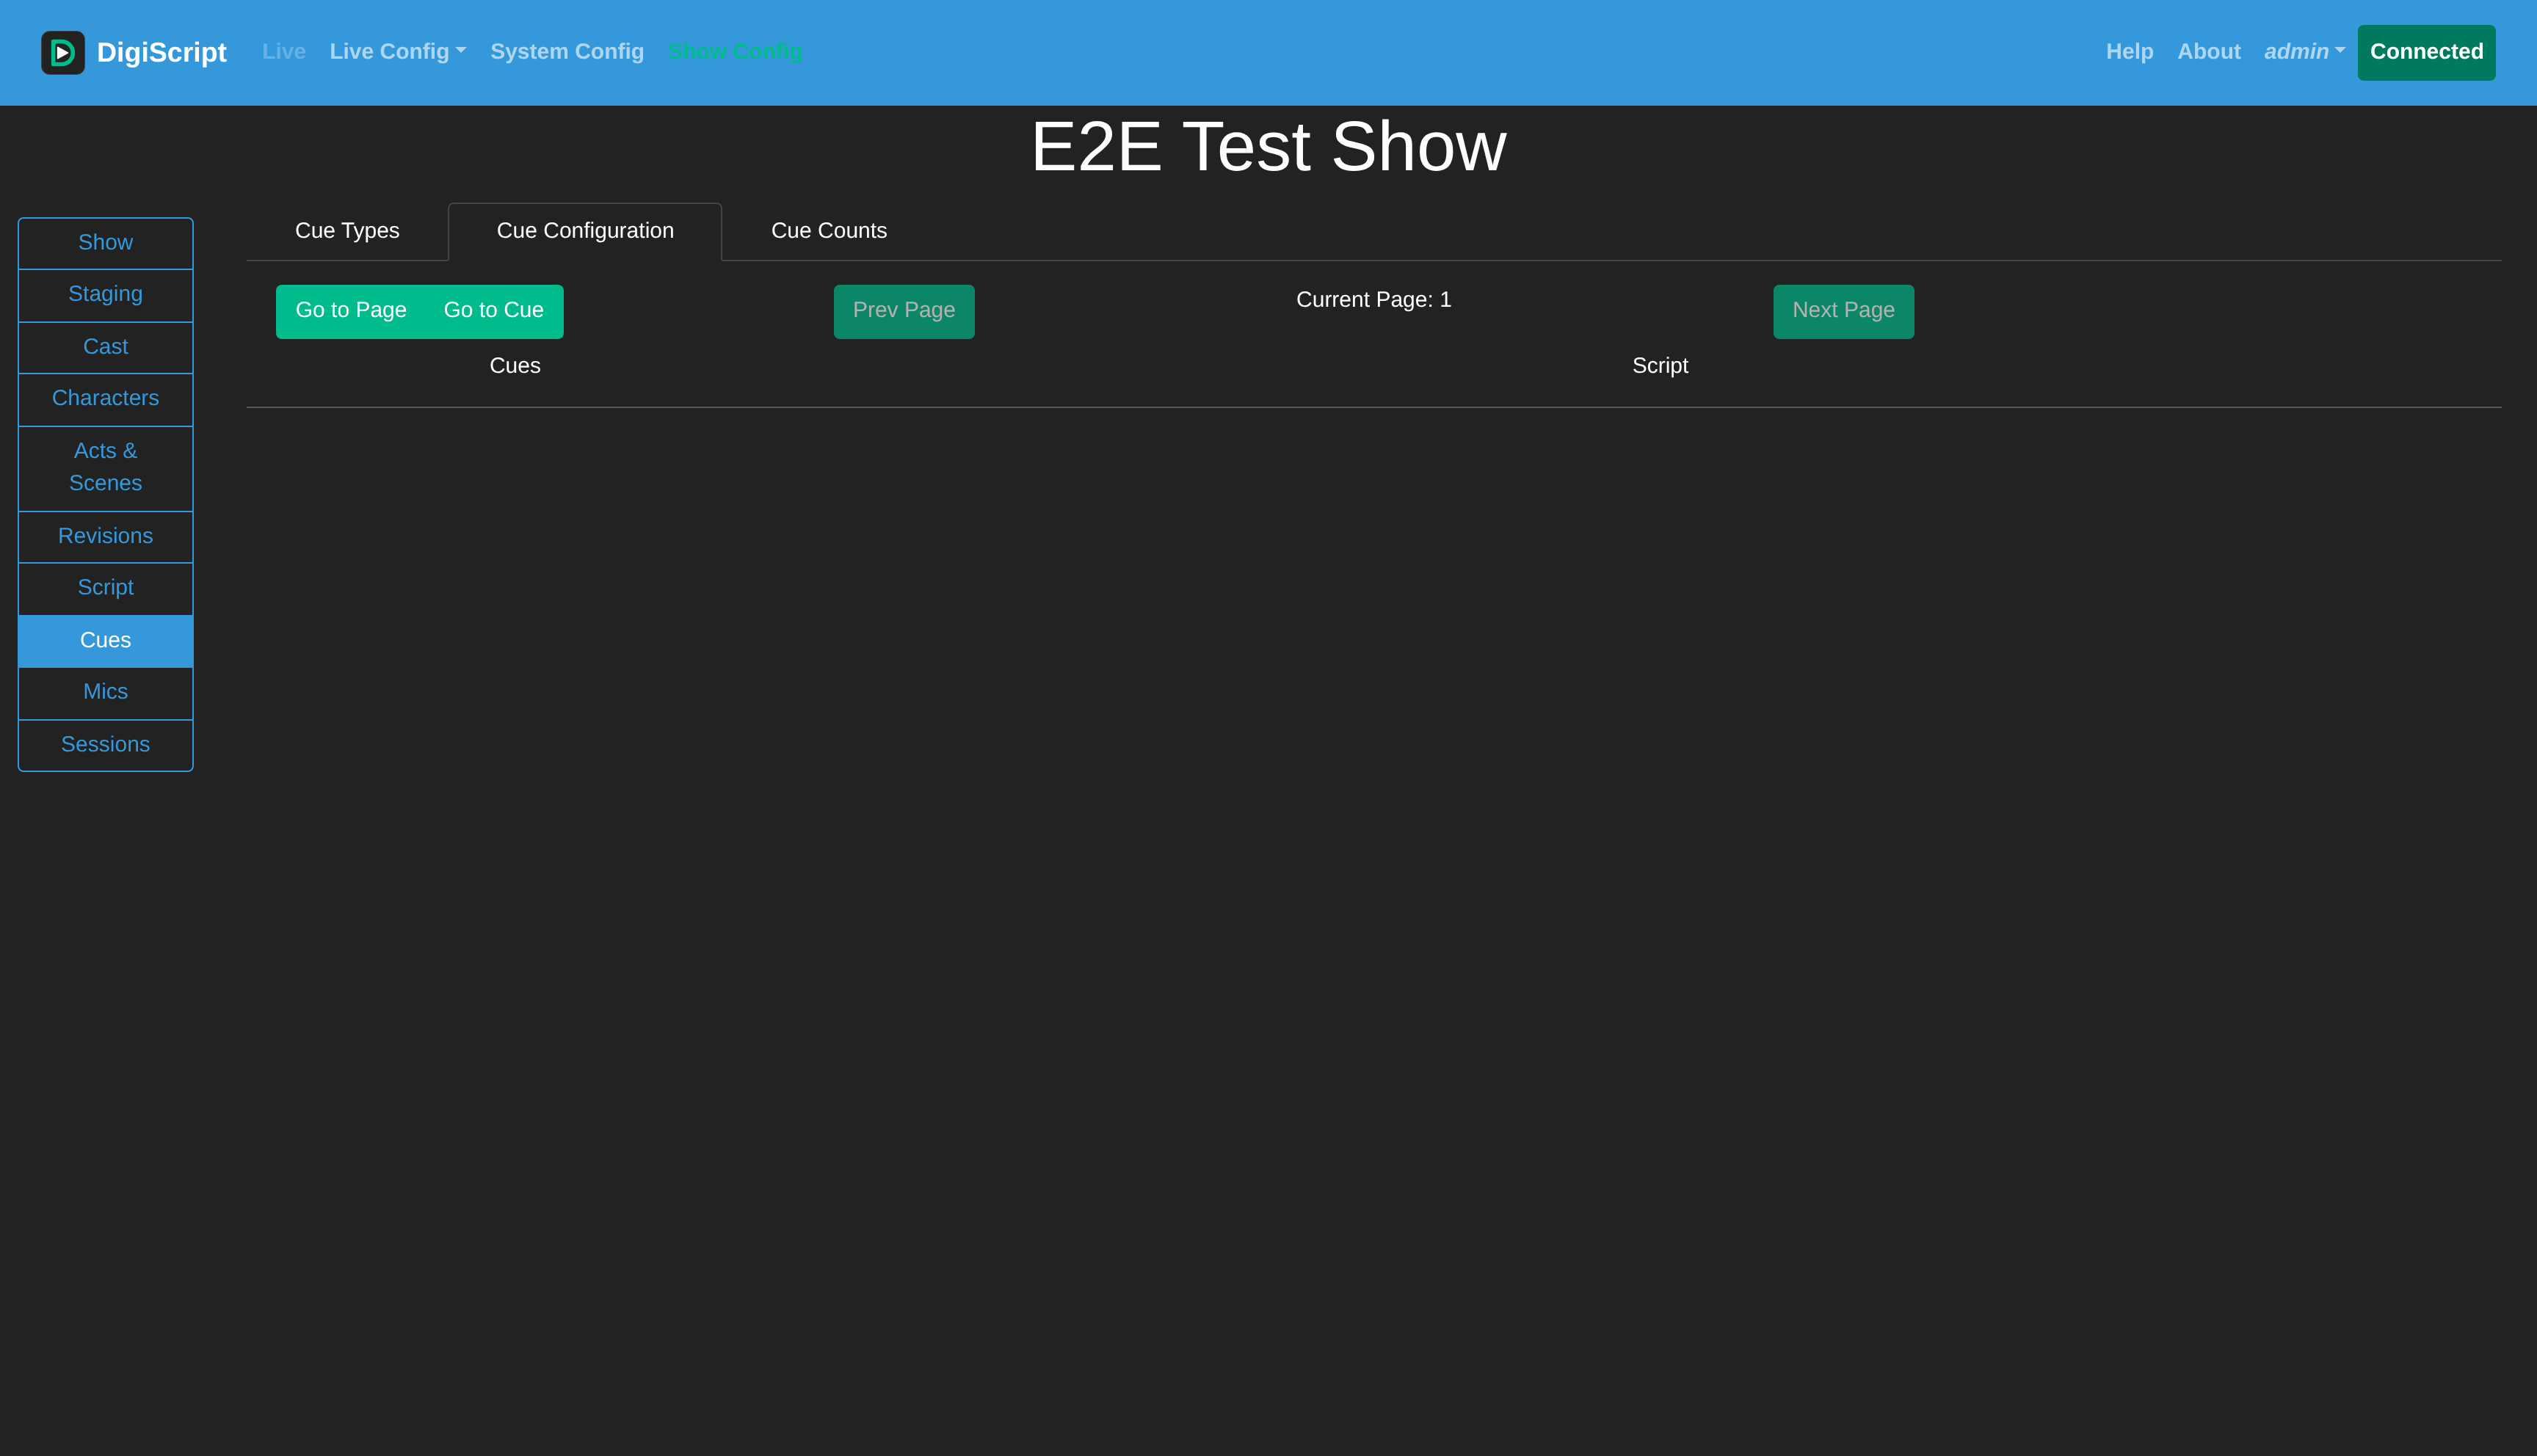 DigiScript Live Live Config System Config Show Config Help About admin Connected
E2E Test Show
Show
Staging
Cast
Characters
Acts &
Scenes
Revisions
Script
Cues
Mics
Sessions
Cue Types Cue Configuration Cue Counts
Go to Page Go to Cue Prev Page Current Page: 1 Next Page
Cues Script